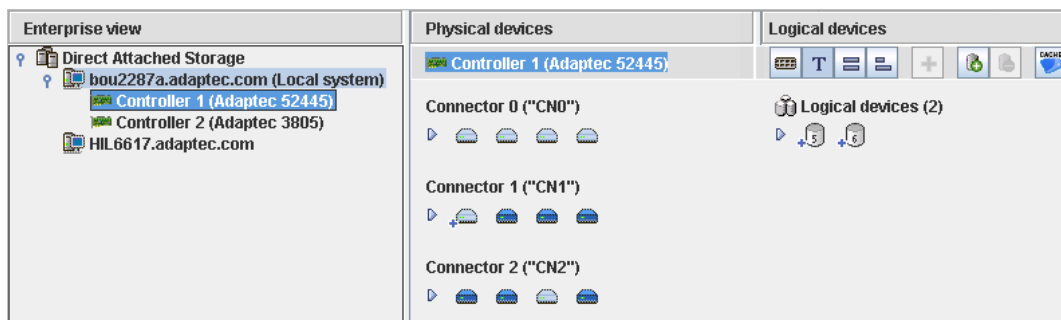 Enterprise view
Direct Attached Storage
bou2287a.adaptec.com (Local system)
Controller 1 (Adaptec 52445)
Controller 2 (Adaptec 3805)
HIL6617.adaptec.com
Physical devices
Controller 1 (Adaptec 52445)
Connector 0 ("CN0")
Connector 1 ("CN1")
Connector 2 ("CN2")
Logical devices
T
CACHE
Logical devices (2)
5 6